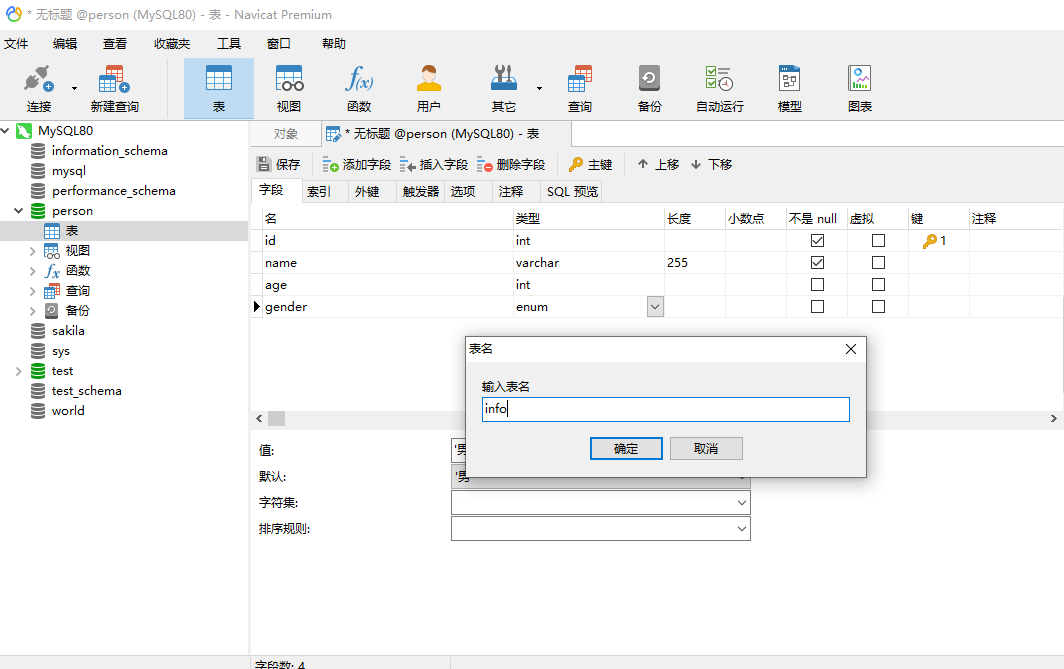 * 无标题 @person (MySQL80) - 表 - Navicat Premium
文件 编辑 查看 收藏夹 工具 窗口 帮助
连接 新建查询 表 视图 函数 用户 其它 查询 备份 自动运行 模型 图表
MySQL80
information_schema
mysql
performance_schema
person
表
视图
函数
查询
备份
sakila
sys
test
test_schema
world
对象 * 无标题 @person (MySQL80) - 表
保存 添加字段 插入字段 删除字段 主键 上移 下移
字段 索引 外键 触发器 选项 注释 SQL 预览
名 类型 长度 小数点 不是 null 虚拟 键 注释
id int 1
name varchar 255
age int
gender enum
表名
输入表名
info
确定 取消
值: '男
默认: '男
字符集:
排序规则:
字段数: 4